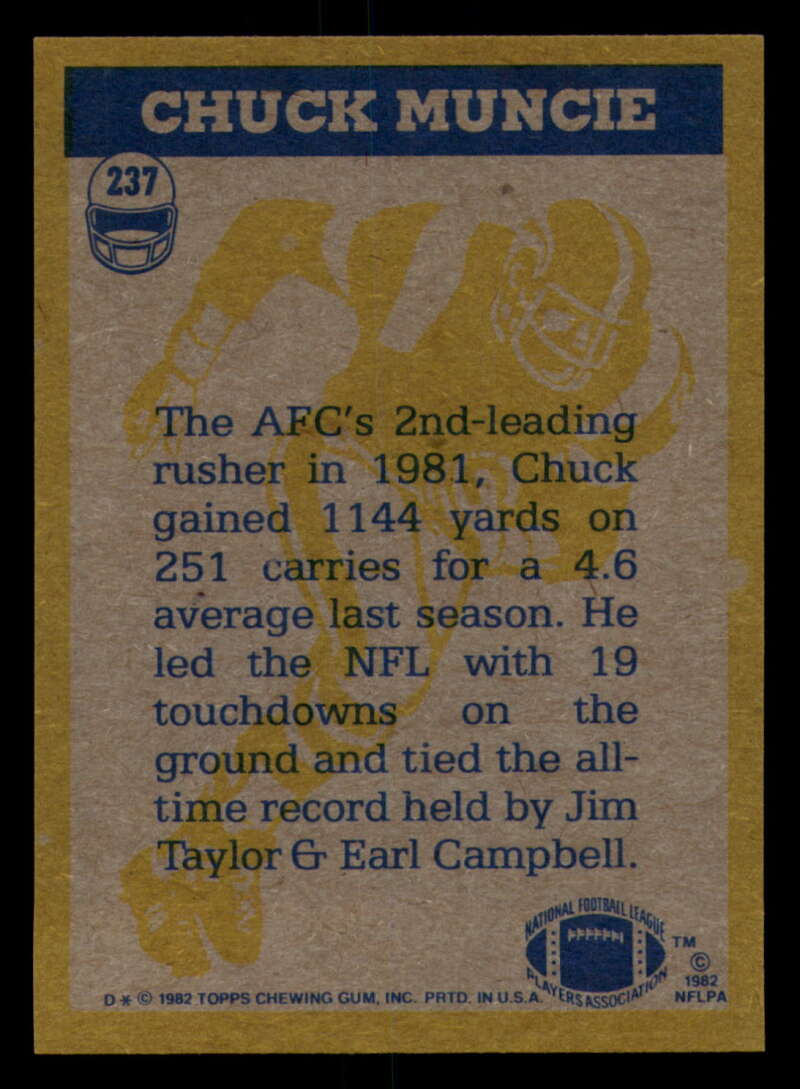 CHUCK MUNCIE
237
The AFC's 2nd-leading
rusher in 1981, Chuck
gained 1144 yards on
251 carries for a 4.6
average last season. He
led the NFL with 19
touchdowns on the
ground and tied the all-
time record held by Jim
Taylor & Earl Campbell.
NATIONAL FOOTBALL LEAGUE
PLAYERS ASSOCIATION
TM
©
1982
NFLPA
D * © 1982 TOPPS CHEWING GUM, INC. PRTD. IN U.S.A.